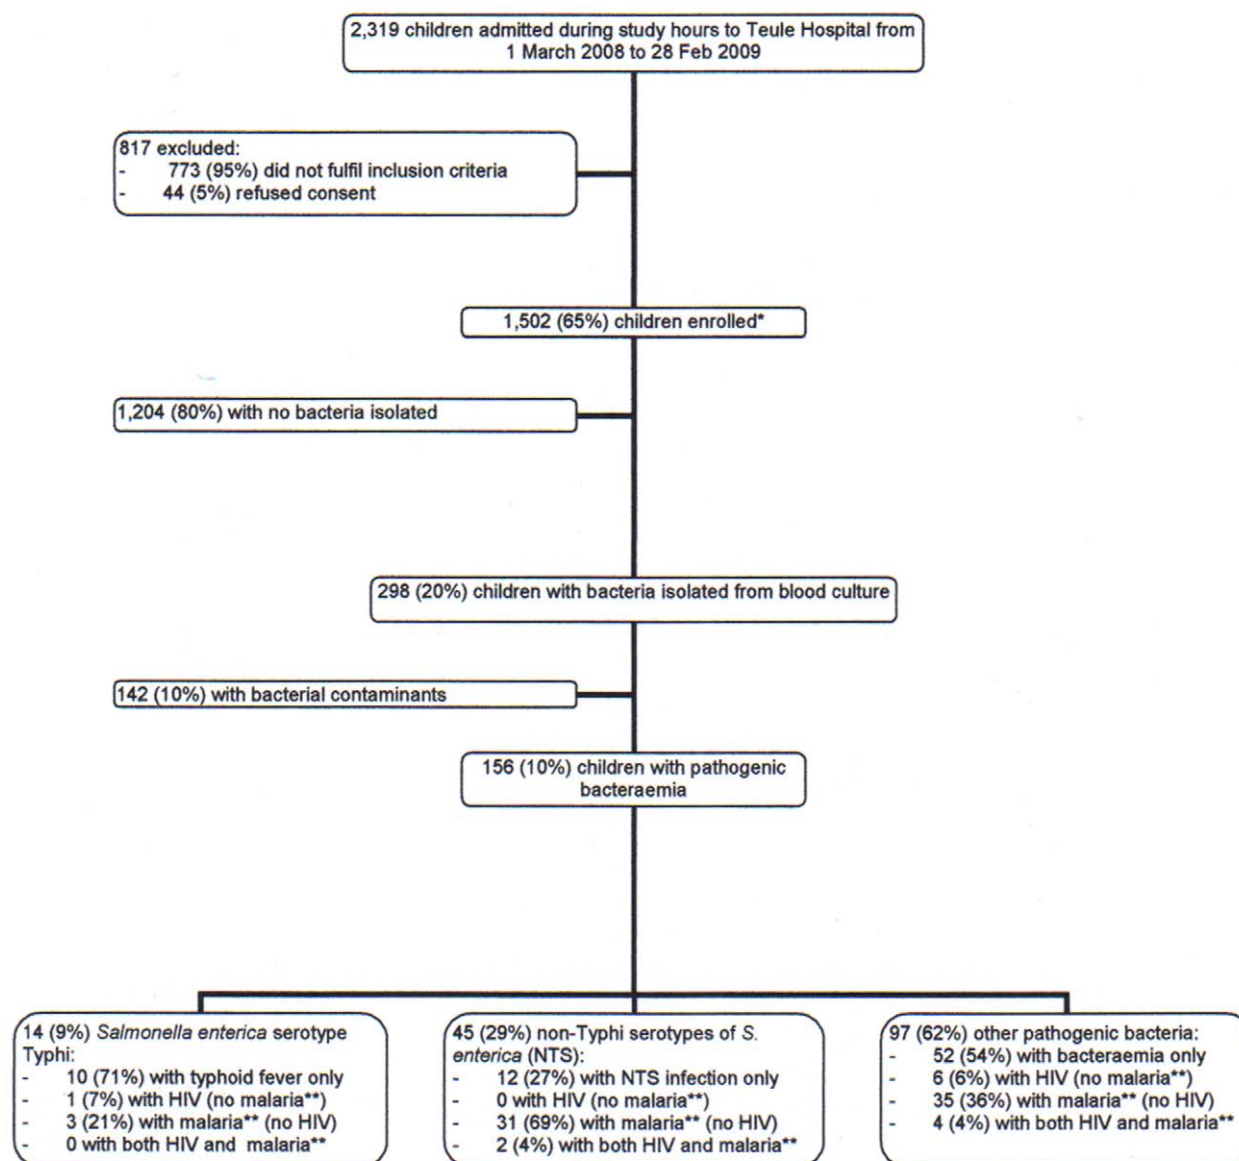 2,319 children admitted during study hours to Teule Hospital from
1 March 2008 to 28 Feb 2009
817 excluded:
- 773 (95%) did not fulfil inclusion criteria
- 44 (5%) refused consent
1,502 (65%) children enrolled*
1,204 (80%) with no bacteria isolated
298 (20%) children with bacteria isolated from blood culture
142 (10%) with bacterial contaminants
156 (10%) children with pathogenic
bacteraemia
14 (9%) Salmonella enterica serotype
Typhi:
- 10 (71%) with typhoid fever only
- 1 (7%) with HIV (no malaria**)
- 3 (21%) with malaria** (no HIV)
- 0 with both HIV and malaria**
45 (29%) non-Typhi serotypes of S.
enterica (NTS):
- 12 (27%) with NTS infection only
- 0 with HIV (no malaria**)
- 31 (69%) with malaria** (no HIV)
- 2 (4%) with both HIV and malaria**
97 (62%) other pathogenic bacteria:
- 52 (54%) with bacteraemia only
- 6 (6%) with HIV (no malaria**)
- 35 (36%) with malaria** (no HIV)
- 4 (4%) with both HIV and malaria**